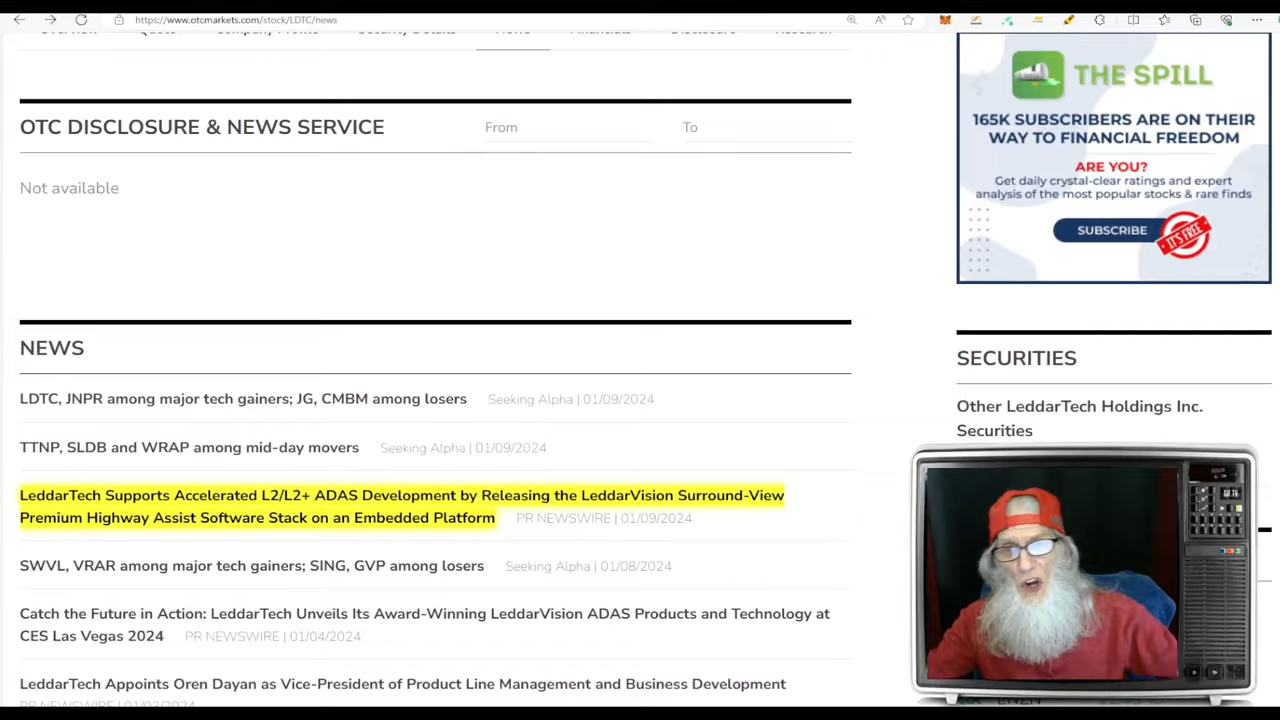 https://www.otcmarkets.com/stock/LDTC/news
OTC DISCLOSURE & NEWS SERVICE
From
To
Not available
NEWS
LDTC, JNPR among major tech gainers; JG, CMBM among losers Seeking Alpha | 01/09/2024
TTNP, SLDB and WRAP among mid-day movers Seeking Alpha | 01/09/2024
LeddarTech Supports Accelerated L2/L2+ ADAS Development by Releasing the LeddarVision Surround-View
Premium Highway Assist Software Stack on an Embedded Platform PR NEWSWIRE | 01/09/2024
SWVL, VRAR among major tech gainers; SING, GVP among losers Seeking Alpha | 01/08/2024
Catch the Future in Action: LeddarTech Unveils Its Award-Winning LeddarVision ADAS Products and Technology at
CES Las Vegas 2024 PR NEWSWIRE | 01/04/2024
LeddarTech Appoints Oren Dayan as Vice-President of Product Line Management and Business Development
PR NEWSWIRE | 01/03/2024
THE SPILL
165K SUBSCRIBERS ARE ON THEIR
WAY TO FINANCIAL FREEDOM
ARE YOU?
Get daily crystal-clear ratings and expert
analysis of the most popular stocks & rare finds
SUBSCRIBE
IT'S FREE
SECURITIES
Other LeddarTech Holdings Inc.
Securities